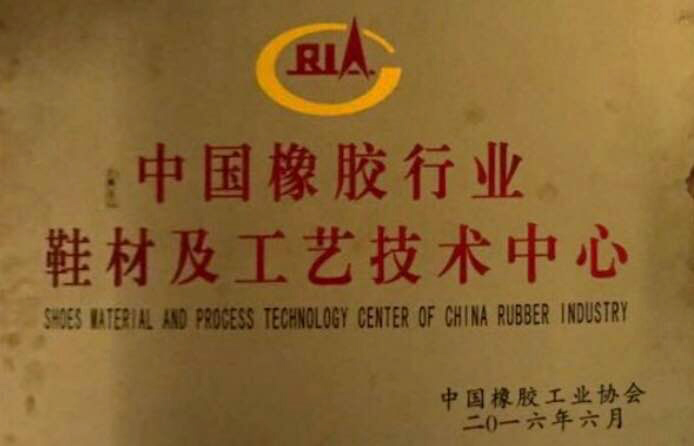 RIA
中国橡胶行业
鞋材及工艺技术中心
SHOES MATERIAL AND PROCESS TECHNOLOGY CENTER OF CHINA RUBBER INDUSTRY
中国橡胶工业协会
二〇一六年六月